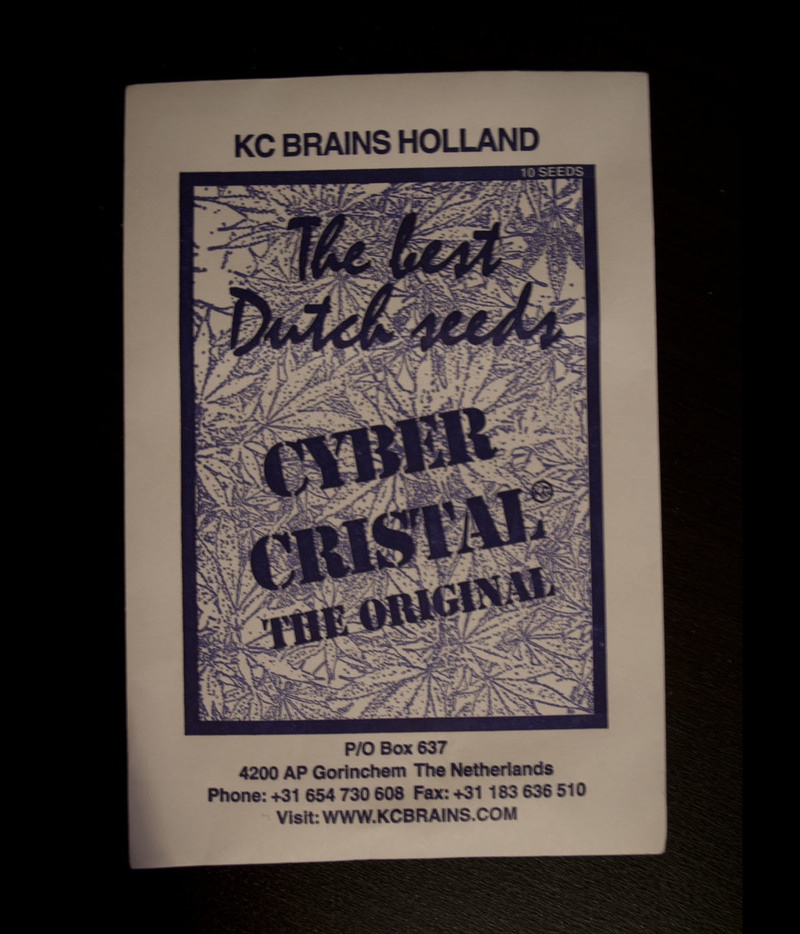 KC BRAINS HOLLAND
10 SEEDS
The best
Dutch seeds
CYBER
CRISTAL
THE ORIGINAL
P/O Box 637
4200 AP Gorinchem The Netherlands
Phone: +31 654 730 608 Fax: +31 183 636 510
Visit: WWW.KCBRAINS.COM